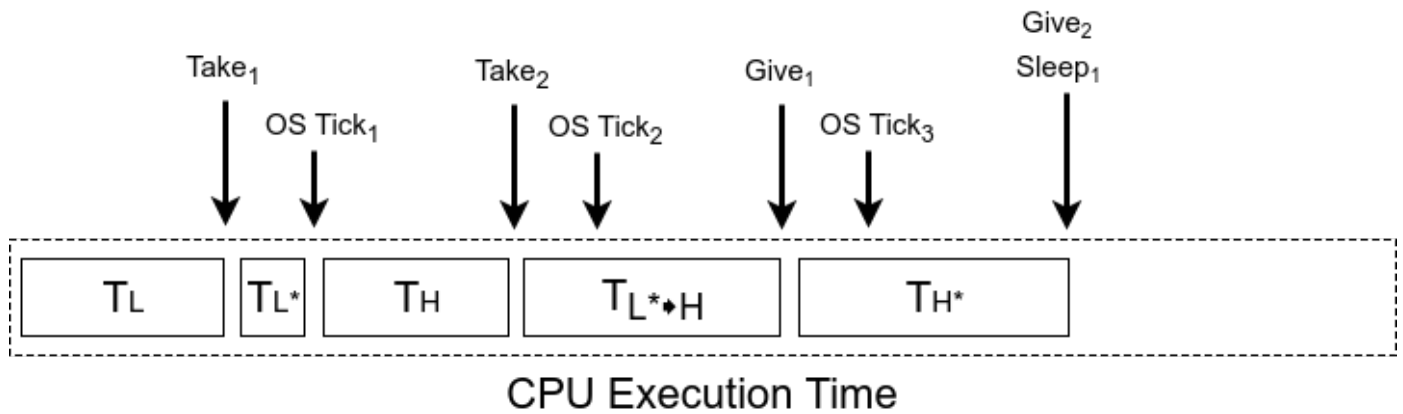 Give₂
Take₁ Take₂ Give₁ Sleep₁
OS Tick₁ OS Tick₂ OS Tick₃
TL TL* TH TL*➧H TH*
CPU Execution Time